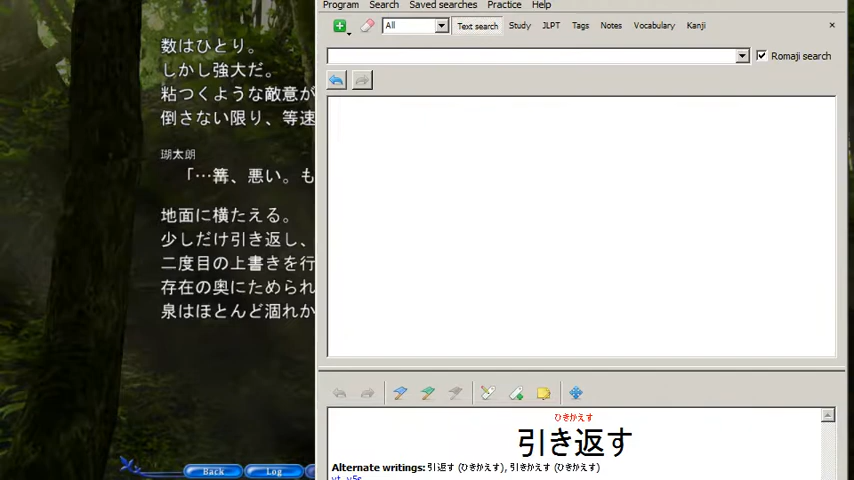 数はひとり。
しかし強大だ。
粘つくような敵意が
倒さない限り、等速
瑚太朗
「…篝、悪い。も
地面に横たえる。
少しだけ引き返し、
二度目の上書きを行
存在の奥にためられ
泉はほとんど涸れか
Back Log
Program Search Saved searches Practice Help
All Text search Study JLPT Tags Notes Vocabulary Kanji
Romaji search
ひきかえす
引き返す
Alternate writings: 引返す (ひきかえす), 引きかえす (ひきかえす)
vt, v5s